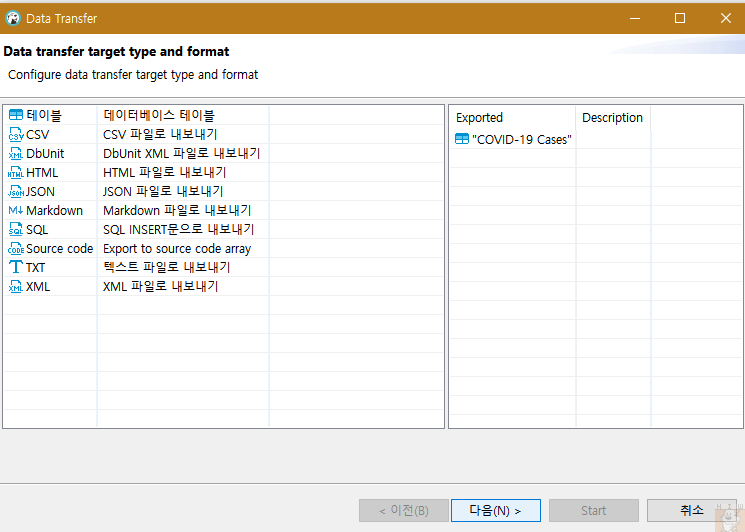 Data Transfer
Data transfer target type and format
Configure data transfer target type and format
테이블 데이터베이스 테이블
CSV CSV 파일로 내보내기
DbUnit DbUnit XML 파일로 내보내기
HTML HTML 파일로 내보내기
JSON JSON 파일로 내보내기
Markdown Markdown 파일로 내보내기
SQL SQL INSERT문으로 내보내기
Source code Export to source code array
TXT 텍스트 파일로 내보내기
XML XML 파일로 내보내기
Exported Description
"COVID-19 Cases"
< 이전(B) 다음(N) > Start 취소